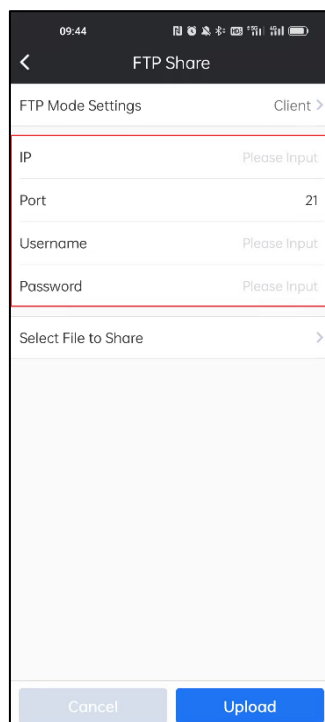 09:44
FTP Share
FTP Mode Settings Client
IP Please Input
Port 21
Username Please Input
Password Please Input
Select File to Share
Cancel Upload